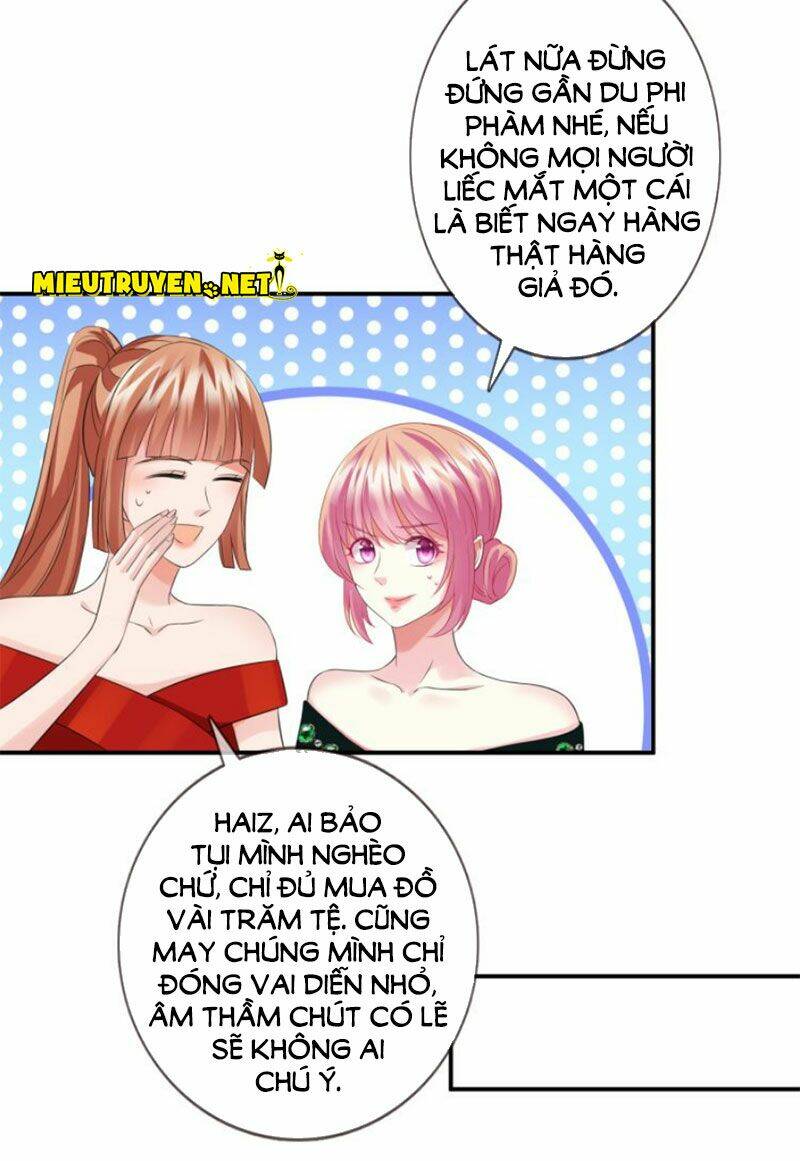 LÁT NỮA ĐỪNG
ĐỨNG GẦN DU PHI
PHÀM NHÉ, NẾU
KHÔNG MỌI NGƯỜI
LIẾC MẮT MỘT CÁI
LÀ BIẾT NGAY HÀNG
THẬT HÀNG
GIẢ ĐÓ.
MIEUTRUYEN.NET
HAIZ, AI BẢO
TỤI MÌNH NGHÈO
CHỨ, CHỈ ĐỦ MUA ĐỒ
VÀI TRĂM TỆ. CŨNG
MAY CHÚNG MÌNH CHỈ
ĐÓNG VAI DIỄN NHỎ,
ÂM THẦM CHÚT CÓ LẼ
SẼ KHÔNG AI
CHÚ Ý.